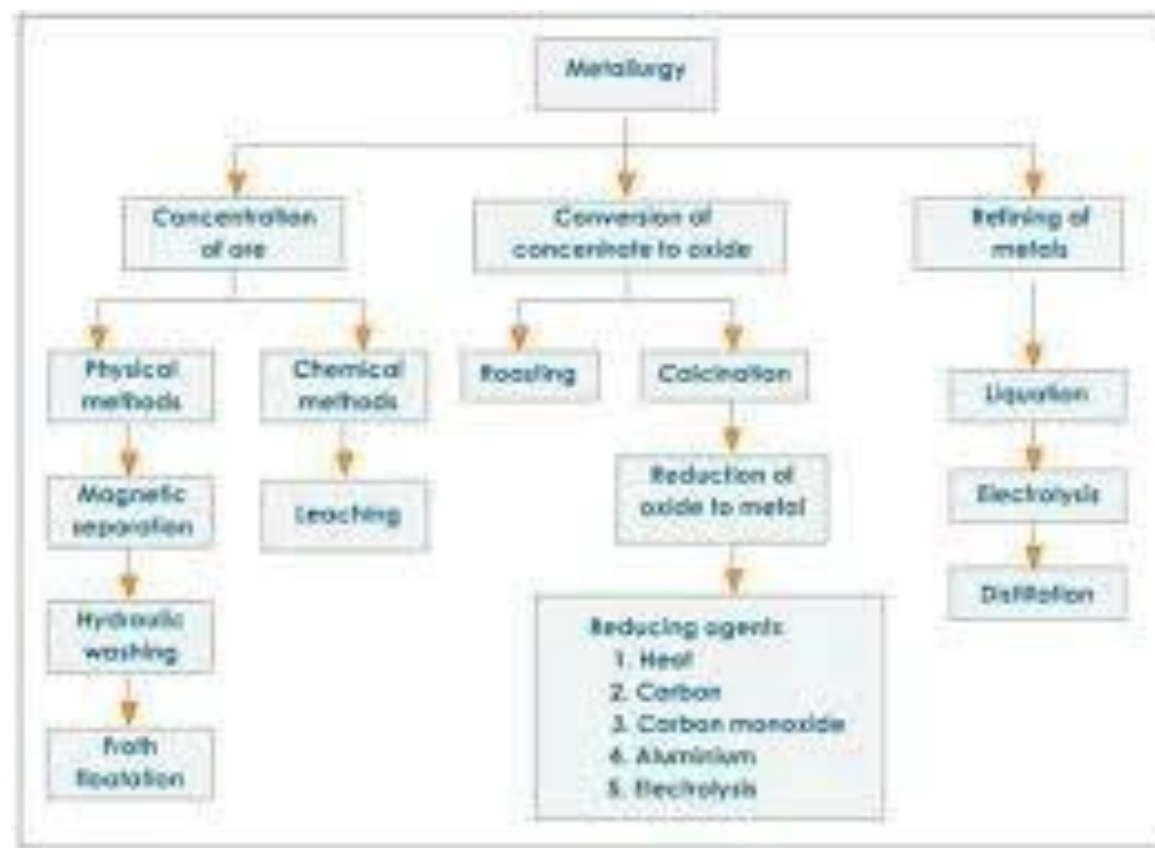 Metallurgy
Concentration
of ore
Conversion of
concentrate to oxide
Refining of
metals
Physical
methods
Chemical
methods
Roasting
Calcination
Liquation
Magnetic
separation
Leaching
Reduction of
oxide to metal
Electrolysis
Hydraulic
washing
Distillation
Froth
floatation
Reducing agents
1. Heat
2. Carbon
3. Carbon monoxide
4. Aluminium
5. Electrolysis